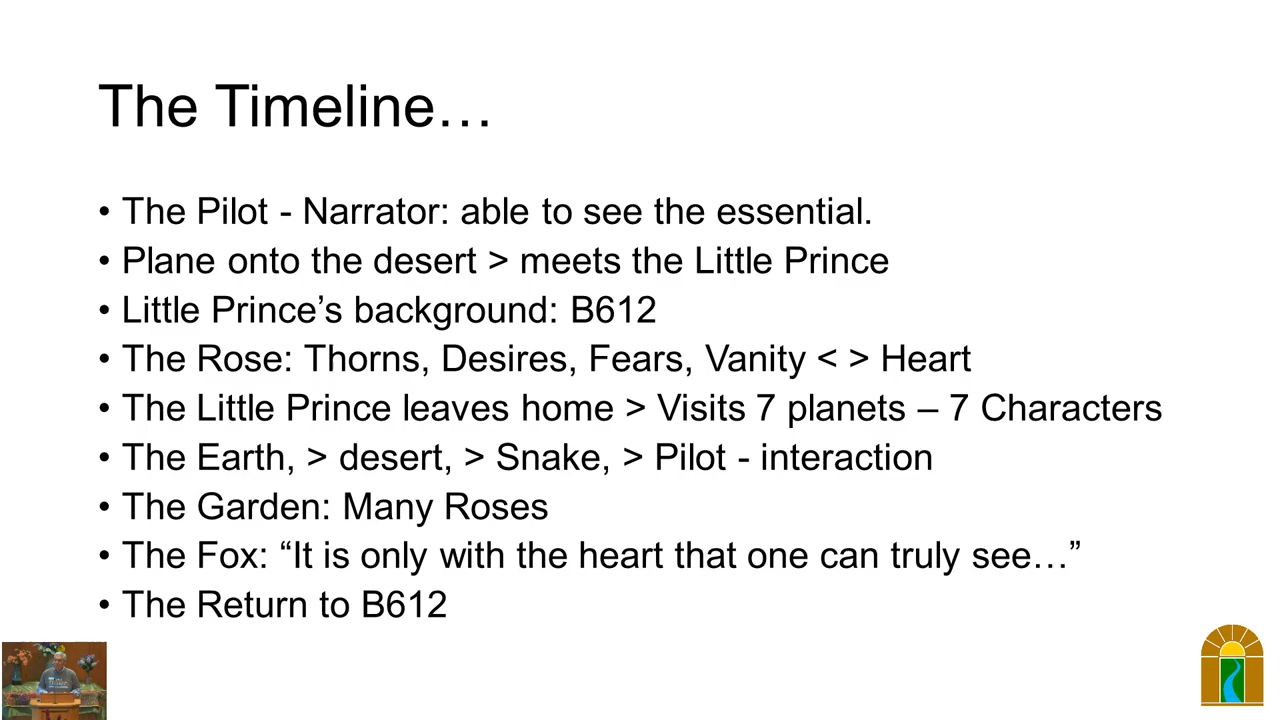 The Timeline…
• The Pilot - Narrator: able to see the essential.
• Plane onto the desert > meets the Little Prince
• Little Prince’s background: B612
• The Rose: Thorns, Desires, Fears, Vanity < > Heart
• The Little Prince leaves home > Visits 7 planets – 7 Characters
• The Earth, > desert, > Snake, > Pilot - interaction
• The Garden: Many Roses
• The Fox: “It is only with the heart that one can truly see…”
• The Return to B612